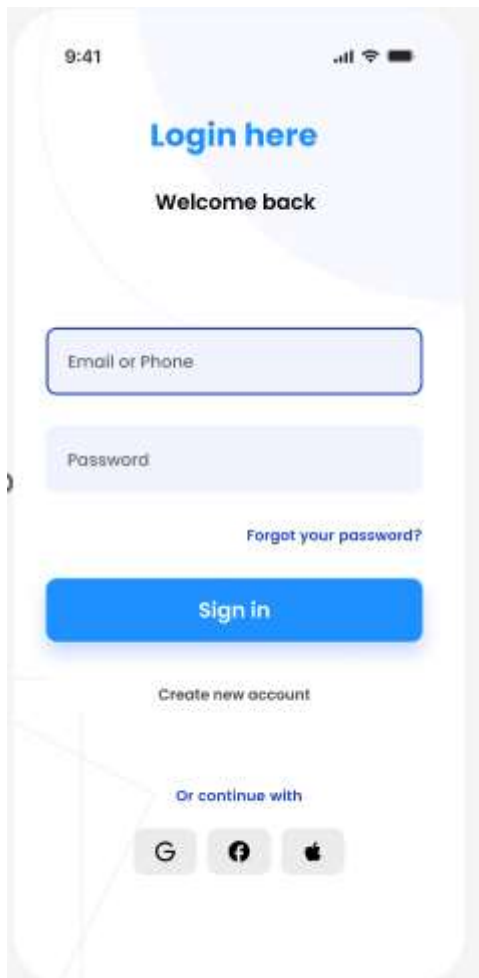 9:41
Login here
Welcome back
Email or Phone
Password
Forgot your password?
Sign in
Create new account
Or continue with